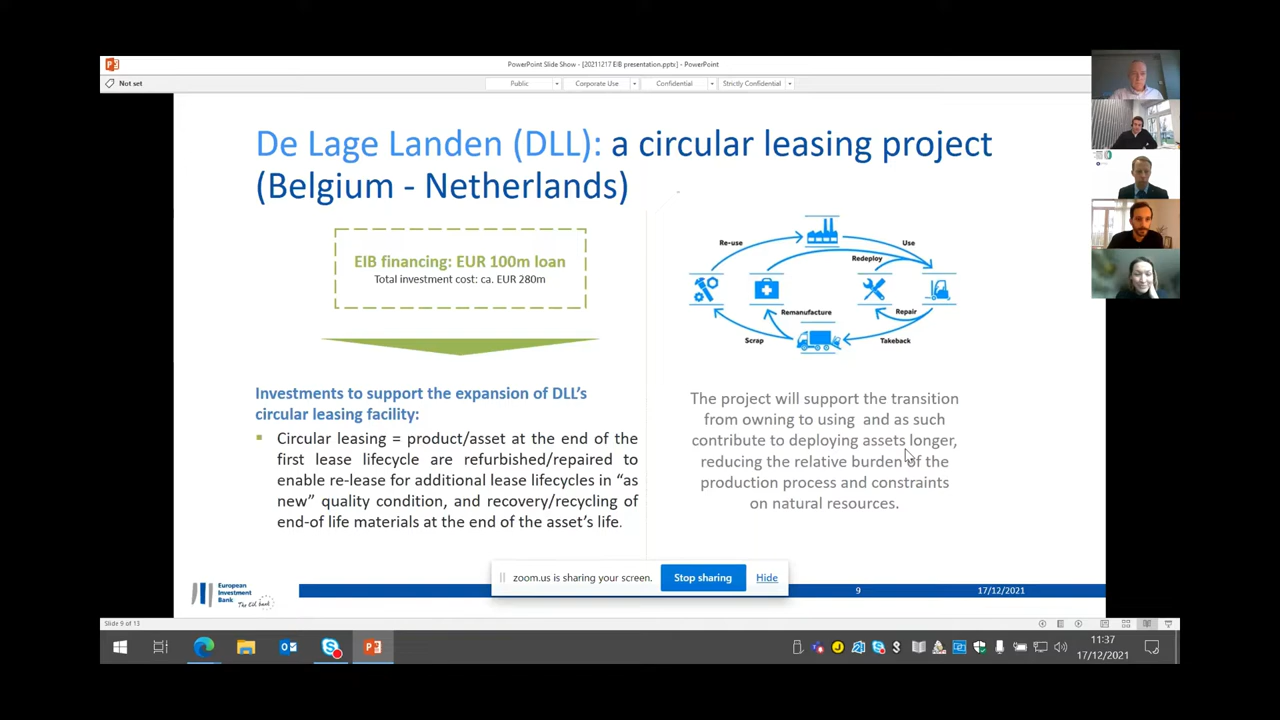 PowerPoint Slide Show - [20211217 EIB presentation.pptx] - PowerPoint
Not set
Public
Corporate Use
Confidential
Strictly Confidential
De Lage Landen (DLL): a circular leasing project
(Belgium - Netherlands)
EIB financing: EUR 100m loan
Total investment cost: ca. EUR 280m
Investments to support the expansion of DLL’s
circular leasing facility:
Circular leasing = product/asset at the end of the
first lease lifecycle are refurbished/repaired to
enable re-lease for additional lease lifecycles in “as
new” quality condition, and recovery/recycling of
end-of life materials at the end of the asset’s life.
Re-use
Use
Redeploy
Remanufacture
Repair
Scrap
Takeback
The project will support the transition
from owning to using and as such
contribute to deploying assets longer,
reducing the relative burden of the
production process and constraints
on natural resources.
zoom.us is sharing your screen.
Stop sharing
Hide
European
Investment
Bank
The EU bank
9
17/12/2021
Slide 9 of 13
11:37
17/12/2021